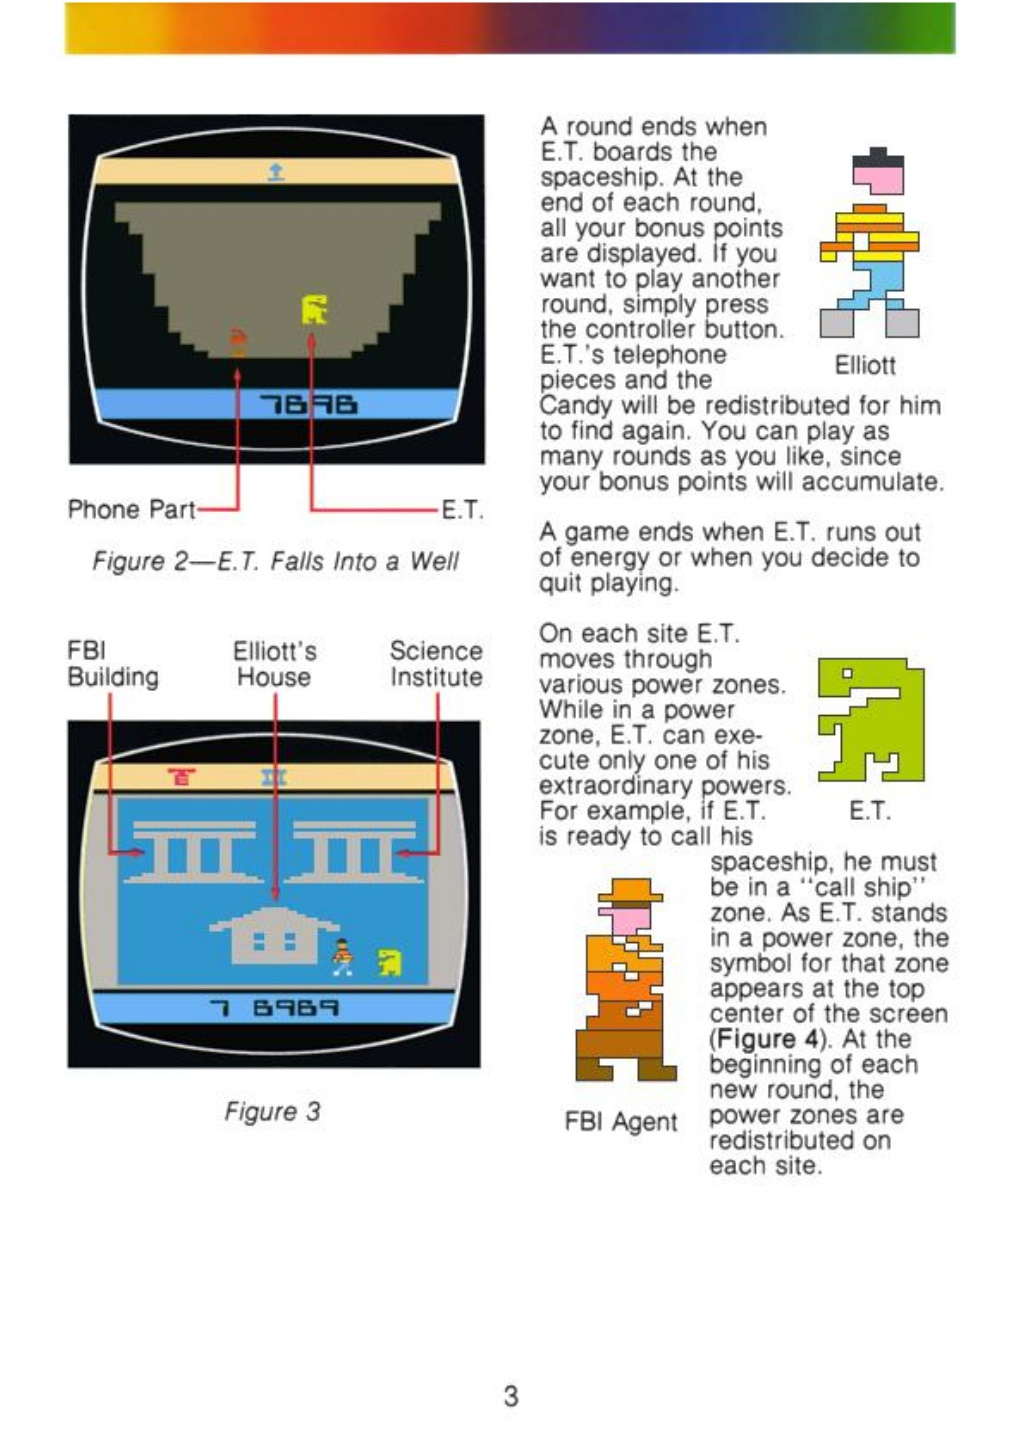 7696
Phone Part
E.T.
Figure 2—E.T. Falls Into a Well
FBI
Building
Elliott's
House
Science
Institute
7 6969
Figure 3
A round ends when
E.T. boards the
spaceship. At the
end of each round,
all your bonus points
are displayed. If you
want to play another
round, simply press
the controller button.
E.T.'s telephone
pieces and the
Candy will be redistributed for him
to find again. You can play as
many rounds as you like, since
your bonus points will accumulate.
Elliott
A game ends when E.T. runs out
of energy or when you decide to
quit playing.
On each site E.T.
moves through
various power zones.
While in a power
zone, E.T. can exe-
cute only one of his
extraordinary powers.
For example, if E.T.
is ready to call his
spaceship, he must
be in a ''call ship''
zone. As E.T. stands
in a power zone, the
symbol for that zone
appears at the top
center of the screen
(Figure 4). At the
beginning of each
new round, the
power zones are
redistributed on
each site.
E.T.
FBI Agent
3